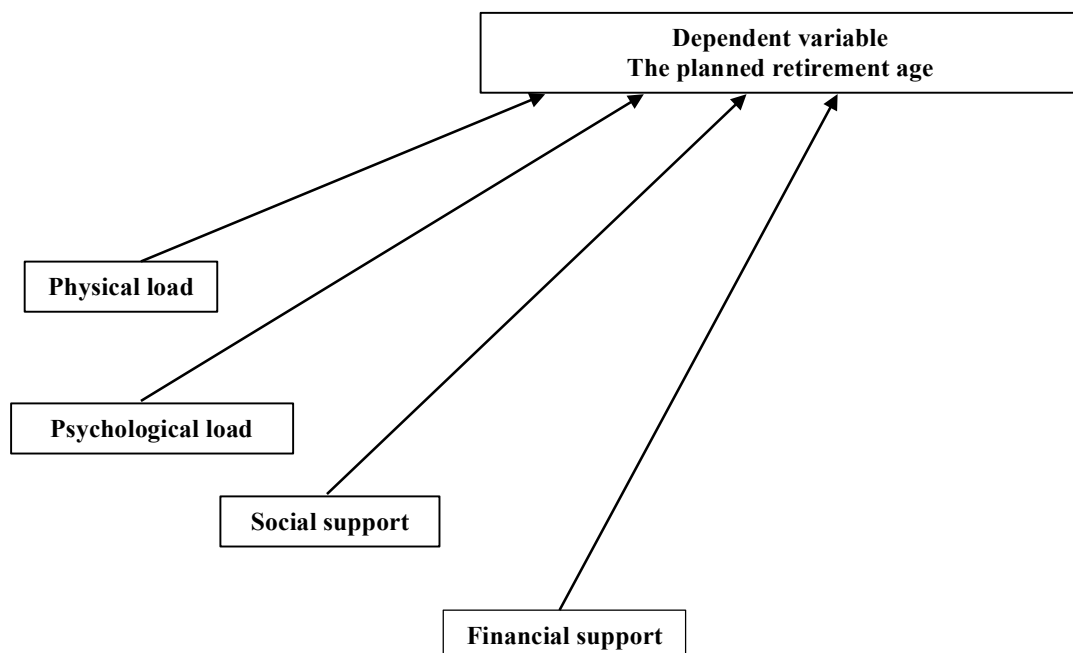 Dependent variable
The planned retirement age
Physical load
Psychological load
Social support
Financial support